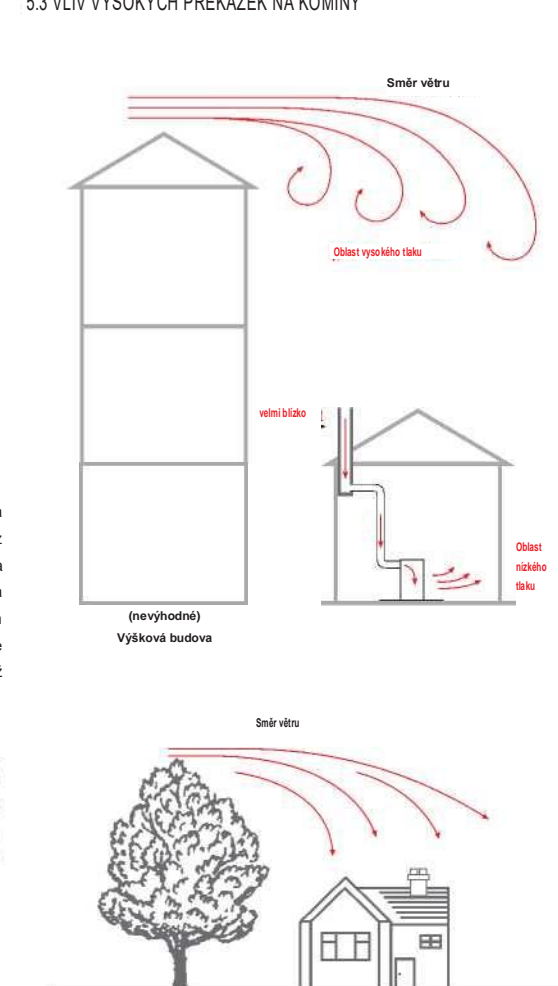 5.3 VLIV VYSOKÝCH PŘEKÁŽEK NA KOMÍNY
Směr větru
Oblast vysokého tlaku
velmi blízko
Oblast
nízkého
tlaku
(nevýhodné)
Výšková budova
Směr větru